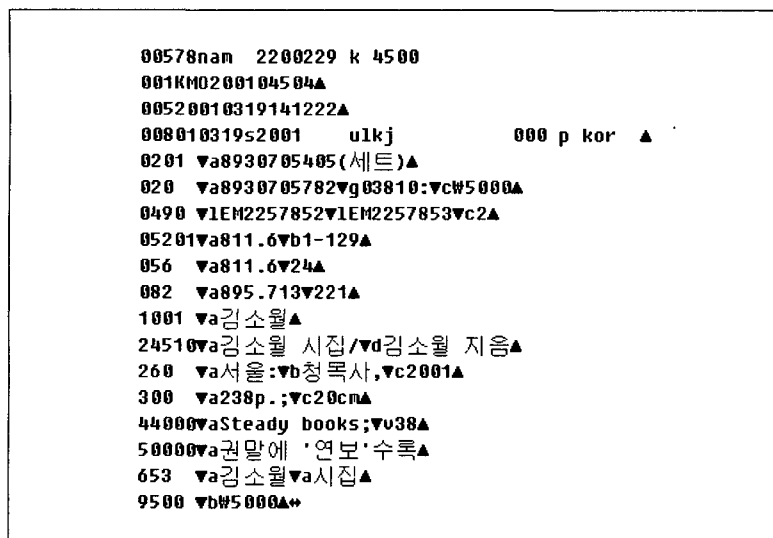 00578nam  2200229 k 4500
001KMO200104504▲
00520010319141222▲
008010319s2001    ulkj          000 p kor  ▲
0201 ▼a8930705405(세트)▲
020  ▼a8930705782▼g03810:▼c₩5000▲
0490 ▼lEM2257852▼lEM2257853▼c2▲
05201▼a811.6▼b1-129▲
056  ▼a811.6▼24▲
082  ▼a895.713▼221▲
1001 ▼a김소월▲
24510▼a김소월 시집/▼d김소월 지음▲
260  ▼a서울:▼b청목사,▼c2001▲
300  ▼a238p.;▼c20cm▲
44000▼aSteady books;▼v38▲
50000▼a권말에 '연보'수록▲
653  ▼a김소월▼a시집▲
9500 ▼b₩5000▲↔